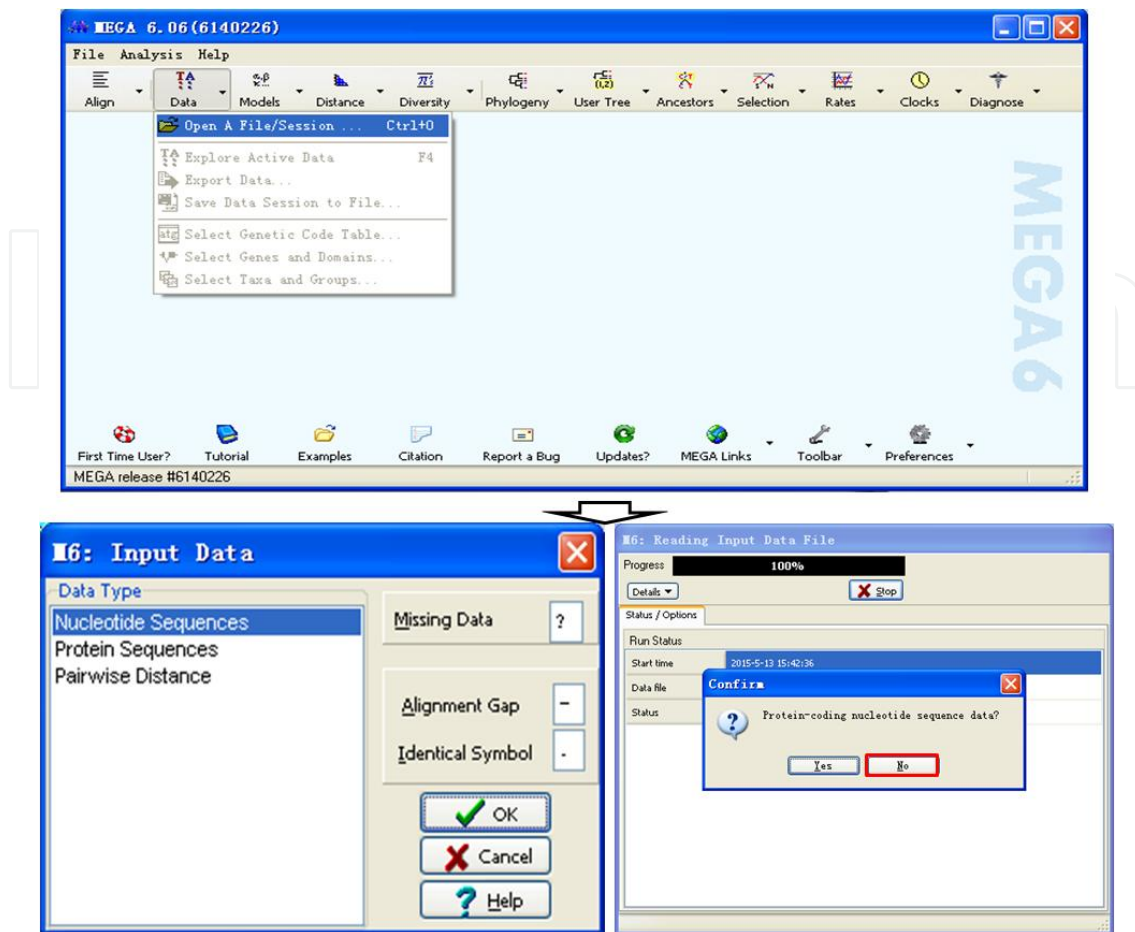 MEGA 6.06(6140226)
File Analysis Help
Align Data Models Distance Diversity Phylogeny User Tree Ancestors Selection Rates Clocks Diagnose
Open A File/Session ... Ctrl+O
Explore Active Data F4
Export Data...
Save Data Session to File...
Select Genetic Code Table...
Select Genes and Domains...
Select Taxa and Groups...
MEGA6
First Time User? Tutorial Examples Citation Report a Bug Updates? MEGA Links Toolbar Preferences
MEGA release #6140226
M6: Input Data
Data Type
Nucleotide Sequences
Protein Sequences
Pairwise Distance
Missing Data ?
Alignment Gap -
Identical Symbol .
OK
Cancel
Help
M6: Reading Input Data File
Progress 100%
Details Stop
Status / Options
Run Status
Start time 2015-5-13 15:42:36
Data file
Status
Confirm
Protein-coding nucleotide sequence data?
Yes No